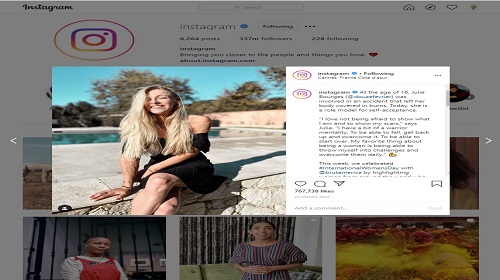 Instagram
Search
instagram
Following
6,264 posts 337m followers 228 following
Instagram
Bringing you closer to the people and things you love. ❤️
about.instagram.com
instagram • Following
Cannes, France Cote d'azur
instagram At the age of 16, Julie
Bourges (@douzefevrier) was
involved in an accident that left her
body covered in burns. Today, she is
a role model for self-acceptance.
"I love not being afraid to show what
I am and to show my scars," says
Julie. "I have a bit of a warrior
mentality. To be able to fall, get back
up and overcome it. To be able to
start. My favorite thing about
being a woman is being able to
throw myself into challenges and
overcome them daily." 💪
This week, we celebrated
#InternationalWomensDay with
@brutamerica by highlighting
767,738 likes
Add a comment...
Post